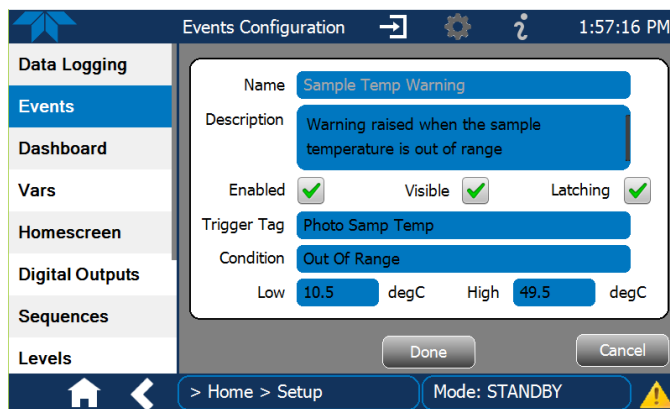 Events Configuration 1:57:16 PM
Data Logging
Events
Dashboard
Vars
Homescreen
Digital Outputs
Sequences
Levels
Name Sample Temp Warning
Description Warning raised when the sample
temperature is out of range
Enabled Visible Latching
Trigger Tag Photo Samp Temp
Condition Out Of Range
Low 10.5 degC High 49.5 degC
Done Cancel
> Home > Setup Mode: STANDBY